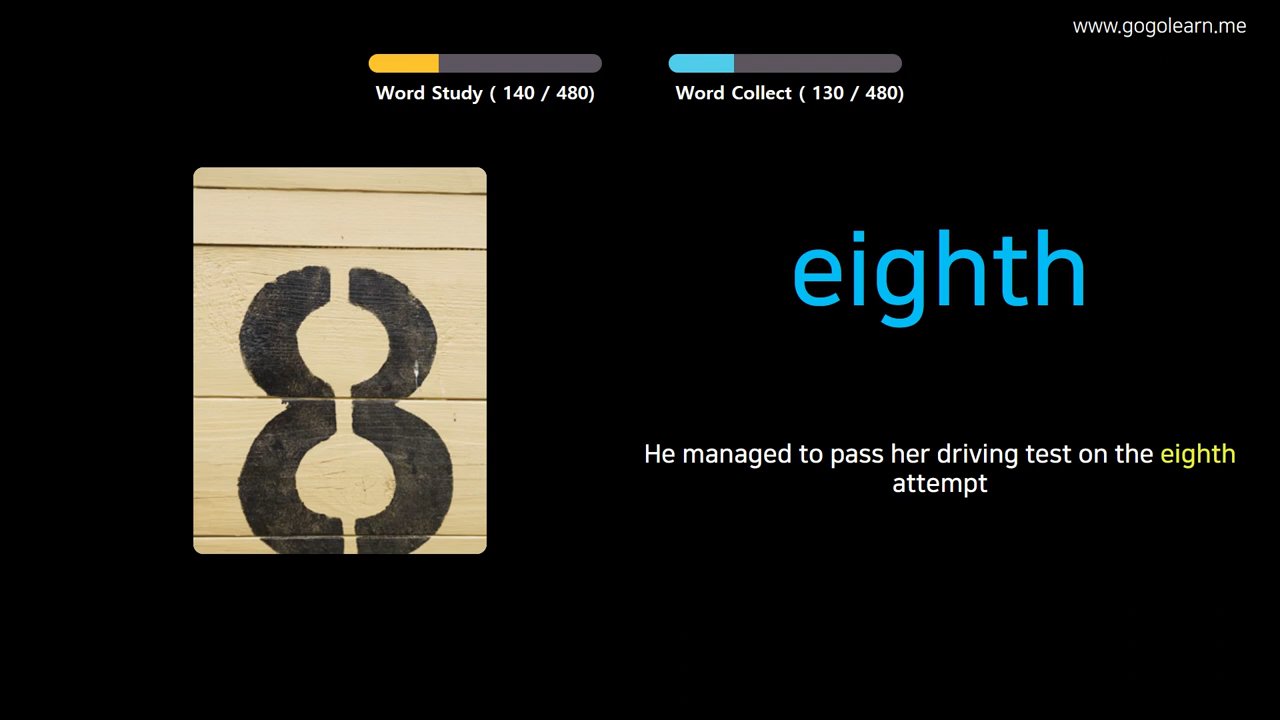 www.gogolearn.me
Word Study ( 140 / 480)
Word Collect ( 130 / 480)
8
eighth
He managed to pass her driving test on the eighth
attempt